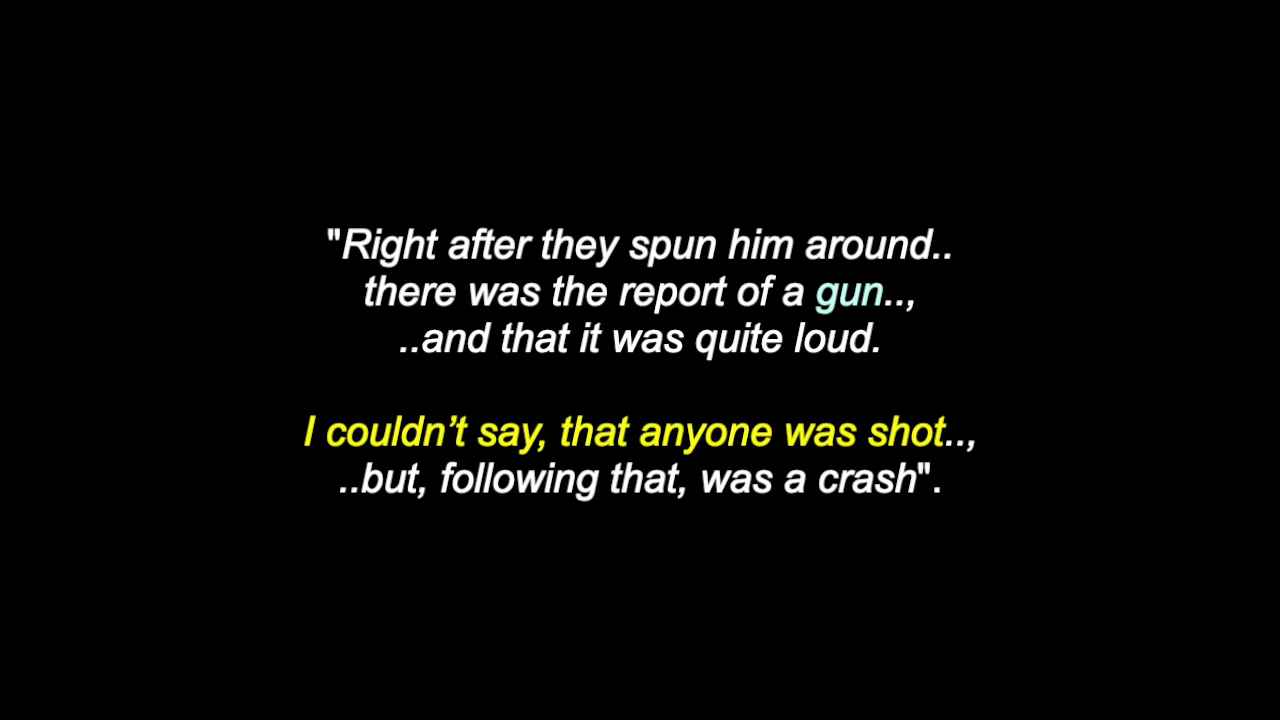 "Right after they spun him around..
there was the report of a gun..,
..and that it was quite loud.
I couldn’t say, that anyone was shot..,
..but, following that, was a crash".